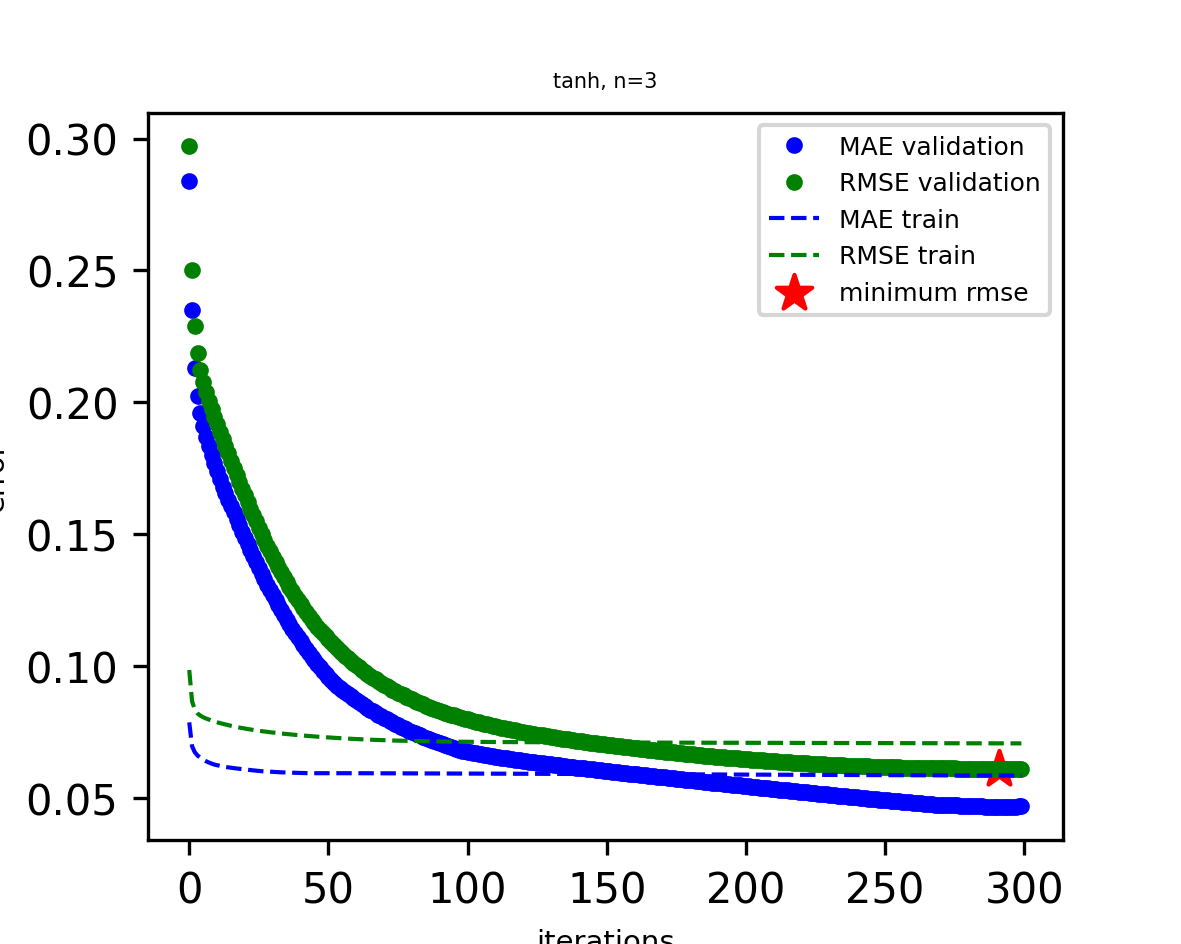 tanh, n=3
0.30
0.25
0.20
0.15
0.10
0.05
MAE validation
RMSE validation
MAE train
RMSE train
minimum rmse
0 50 100 150 200 250 300
iterations